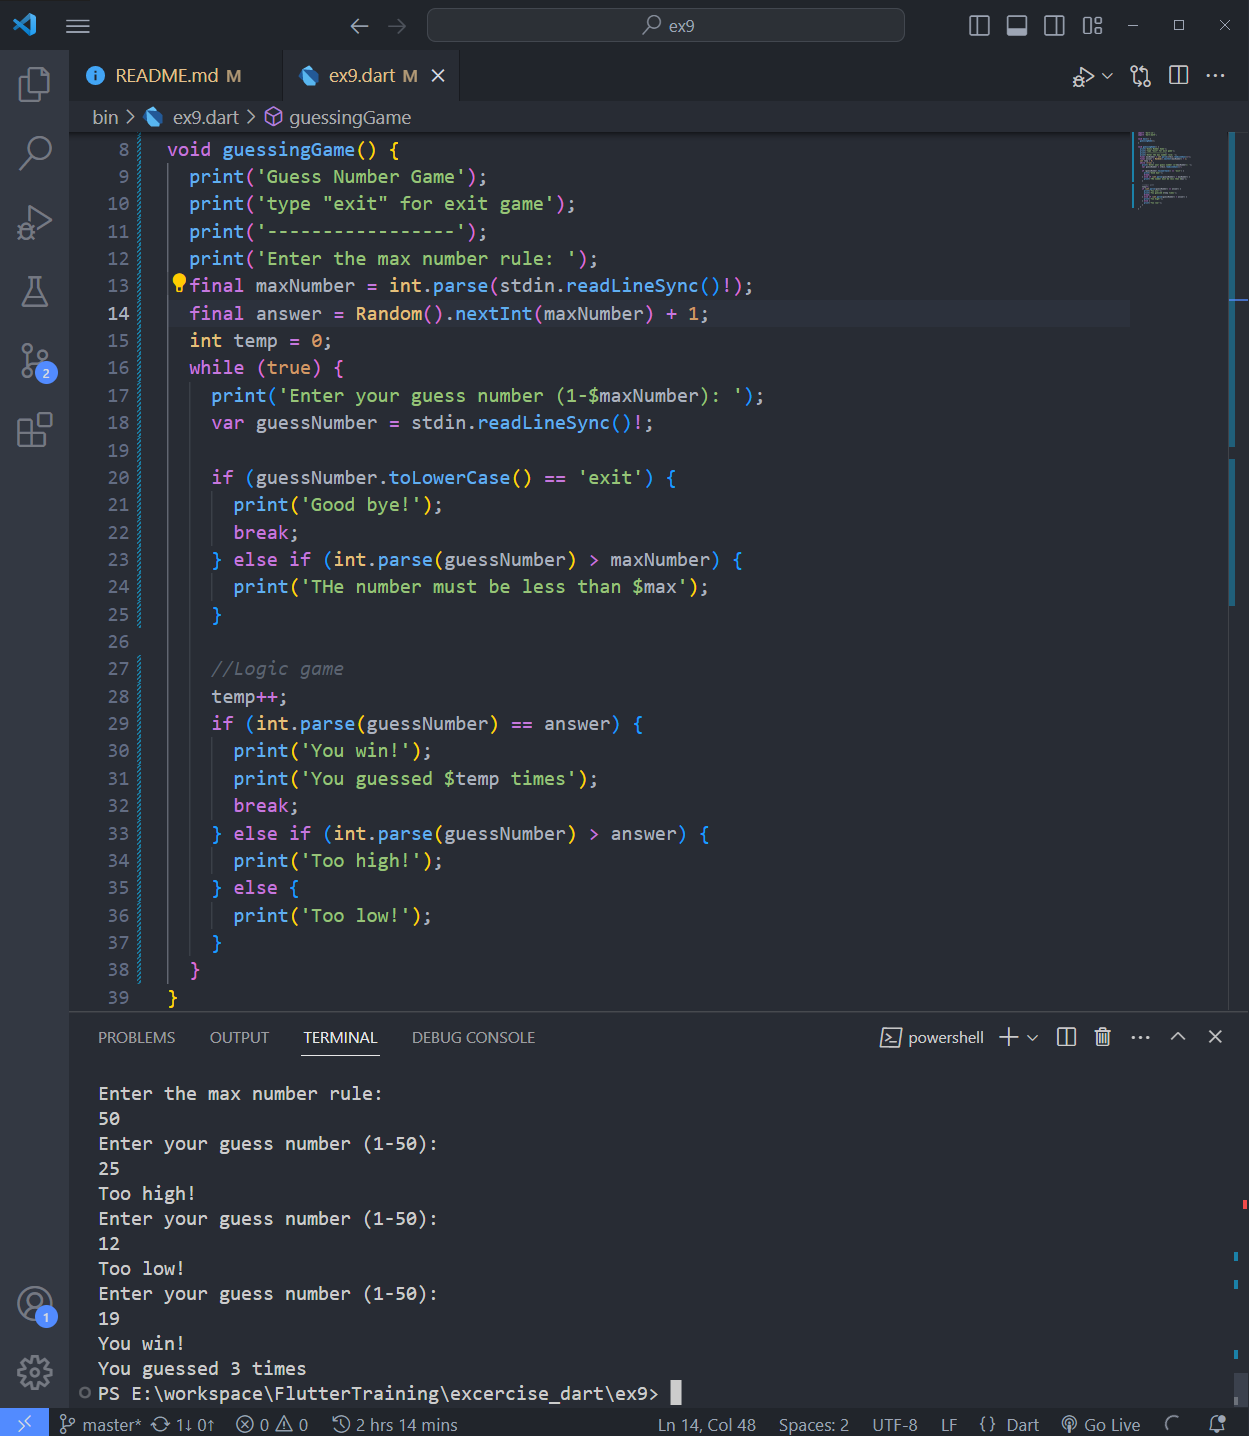 ex9
README.md M
ex9.dart M
bin > ex9.dart > guessingGame
8 void guessingGame() {
9 print('Guess Number Game');
10 print('type "exit" for exit game');
11 print('-----------------');
12 print('Enter the max number rule: ');
13 final maxNumber = int.parse(stdin.readLineSync()!);
14 final answer = Random().nextInt(maxNumber) + 1;
15 int temp = 0;
16 while (true) {
17 print('Enter your guess number (1-$maxNumber): ');
18 var guessNumber = stdin.readLineSync()!;
19
20 if (guessNumber.toLowerCase() == 'exit') {
21 print('Good bye!');
22 break;
23 } else if (int.parse(guessNumber) > maxNumber) {
24 print('THe number must be less than $max');
25 }
26
27 //Logic game
28 temp++;
29 if (int.parse(guessNumber) == answer) {
30 print('You win!');
31 print('You guessed $temp times');
32 break;
33 } else if (int.parse(guessNumber) > answer) {
34 print('Too high!');
35 } else {
36 print('Too low!');
37 }
38 }
39 }
2
1
PROBLEMS OUTPUT TERMINAL DEBUG CONSOLE powershell
Enter the max number rule:
50
Enter your guess number (1-50):
25
Too high!
Enter your guess number (1-50):
12
Too low!
Enter your guess number (1-50):
19
You win!
You guessed 3 times
PS E:\workspace\FlutterTraining\excercise_dart\ex9>
master* 1↓ 0↑ 0 0 2 hrs 14 mins Ln 14, Col 48 Spaces: 2 UTF-8 LF {} Dart Go Live